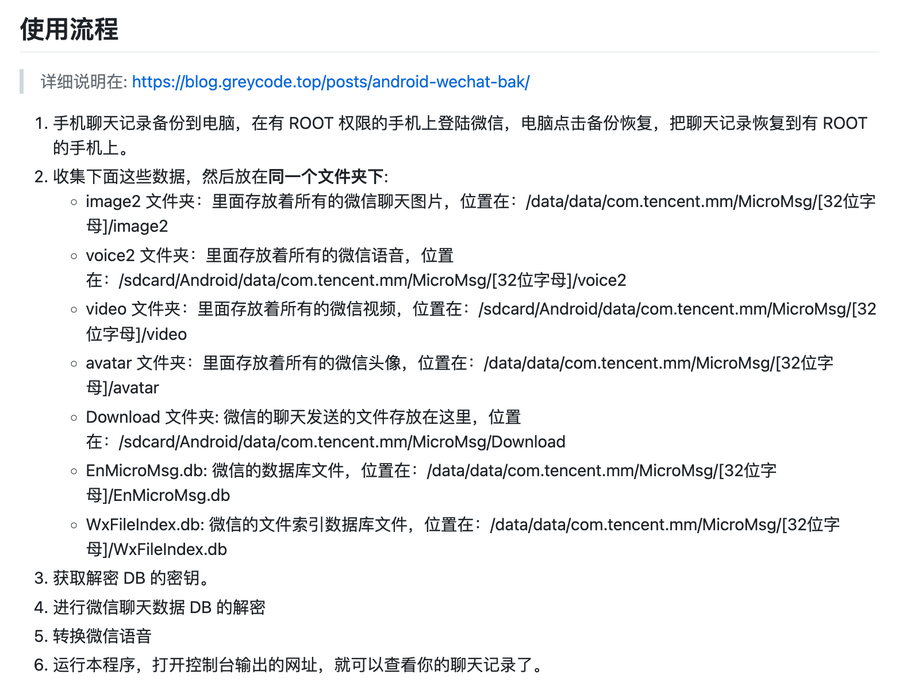 使用流程
详细说明在: https://blog.greycode.top/posts/android-wechat-bak/
1. 手机聊天记录备份到电脑，在有 ROOT 权限的手机上登陆微信，电脑点击备份恢复，把聊天记录恢复到有 ROOT
的手机上。
2. 收集下面这些数据，然后放在同一个文件夹下:
◦ image2 文件夹：里面存放着所有的微信聊天图片，位置在：/data/data/com.tencent.mm/MicroMsg/[32位字
母]/image2
◦ voice2 文件夹：里面存放着所有的微信语音，位置
在：/sdcard/Android/data/com.tencent.mm/MicroMsg/[32位字母]/voice2
◦ video 文件夹：里面存放着所有的微信视频，位置在：/sdcard/Android/data/com.tencent.mm/MicroMsg/[32
位字母]/video
◦ avatar 文件夹：里面存放着所有的微信头像，位置在：/data/data/com.tencent.mm/MicroMsg/[32位字
母]/avatar
◦ Download 文件夹: 微信的聊天发送的文件存放在这里，位置
在：/sdcard/Android/data/com.tencent.mm/MicroMsg/Download
◦ EnMicroMsg.db: 微信的数据库文件，位置在：/data/data/com.tencent.mm/MicroMsg/[32位字
母]/EnMicroMsg.db
◦ WxFileIndex.db: 微信的文件索引数据库文件，位置在：/data/data/com.tencent.mm/MicroMsg/[32位字
母]/WxFileIndex.db
3. 获取解密 DB 的密钥。
4. 进行微信聊天数据 DB 的解密
5. 转换微信语音
6. 运行本程序，打开控制台输出的网址，就可以查看你的聊天记录了。